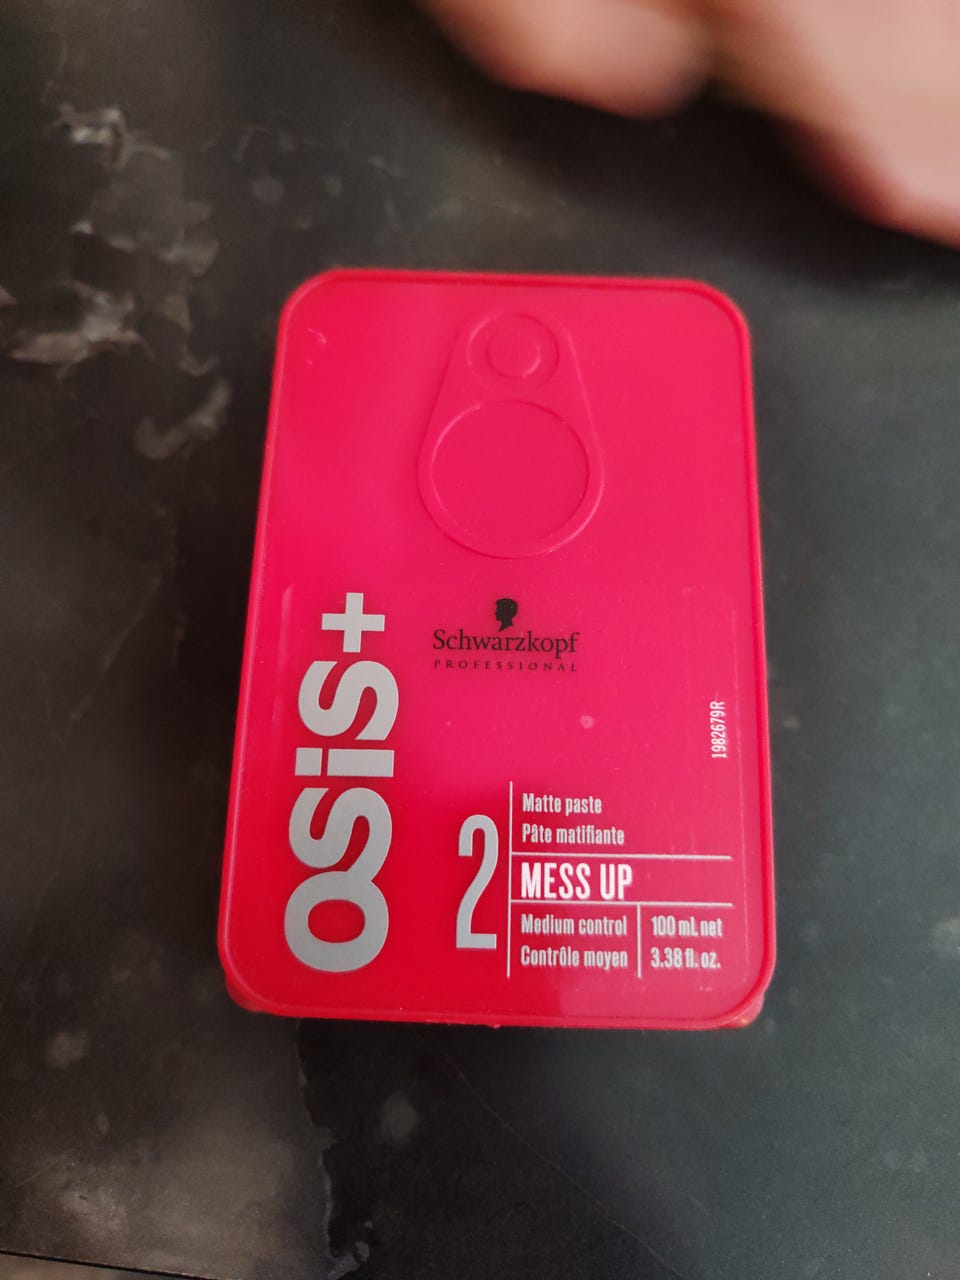 OSiS+
Schwarzkopf
PROFESSIONAL
1982679R
2
Matte paste
Pâte matifiante
MESS UP
Medium control
Contrôle moyen
100 mL net
3.38 fl. oz.